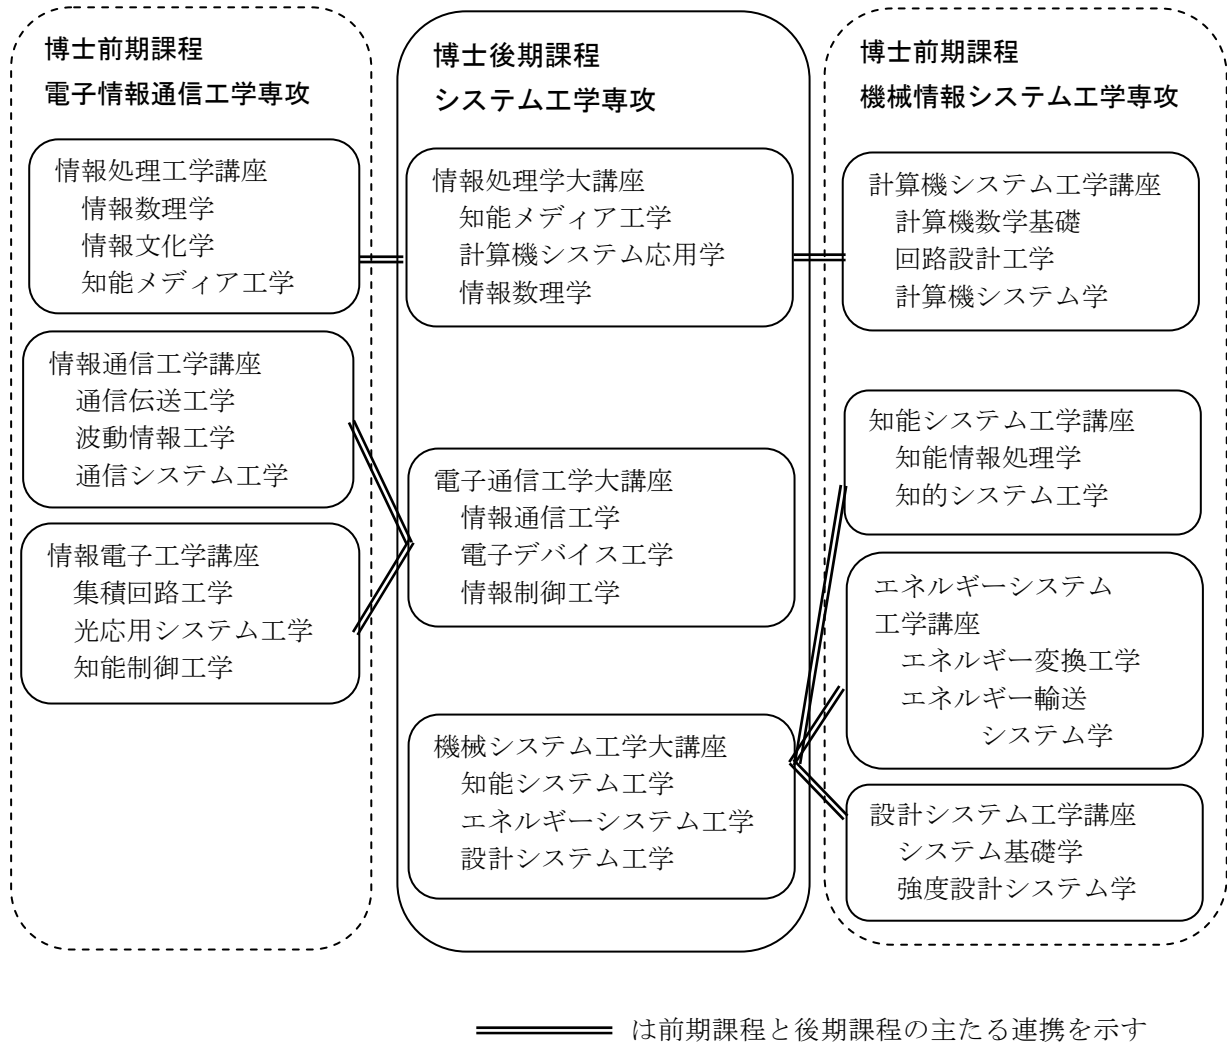 博士前期課程
電子情報通信工学専攻
情報処理工学講座
情報数理学
情報文化学
知能メディア工学
情報通信工学講座
通信伝送工学
波動情報工学
通信システム工学
情報電子工学講座
集積回路工学
光応用システム工学
知能制御工学
博士後期課程
システム工学専攻
情報処理学大講座
知能メディア工学
計算機システム応用学
情報数理学
電子通信工学大講座
情報通信工学
電子デバイス工学
情報制御工学
機械システム工学大講座
知能システム工学
エネルギーシステム工学
設計システム工学
博士前期課程
機械情報システム工学専攻
計算機システム工学講座
計算機数学基礎
回路設計工学
計算機システム学
知能システム工学講座
知能情報処理学
知的システム工学
エネルギーシステム
工学講座
エネルギー変換工学
エネルギー輸送
システム学
設計システム工学講座
システム基礎学
強度設計システム学
は前期課程と後期課程の主たる連携を示す